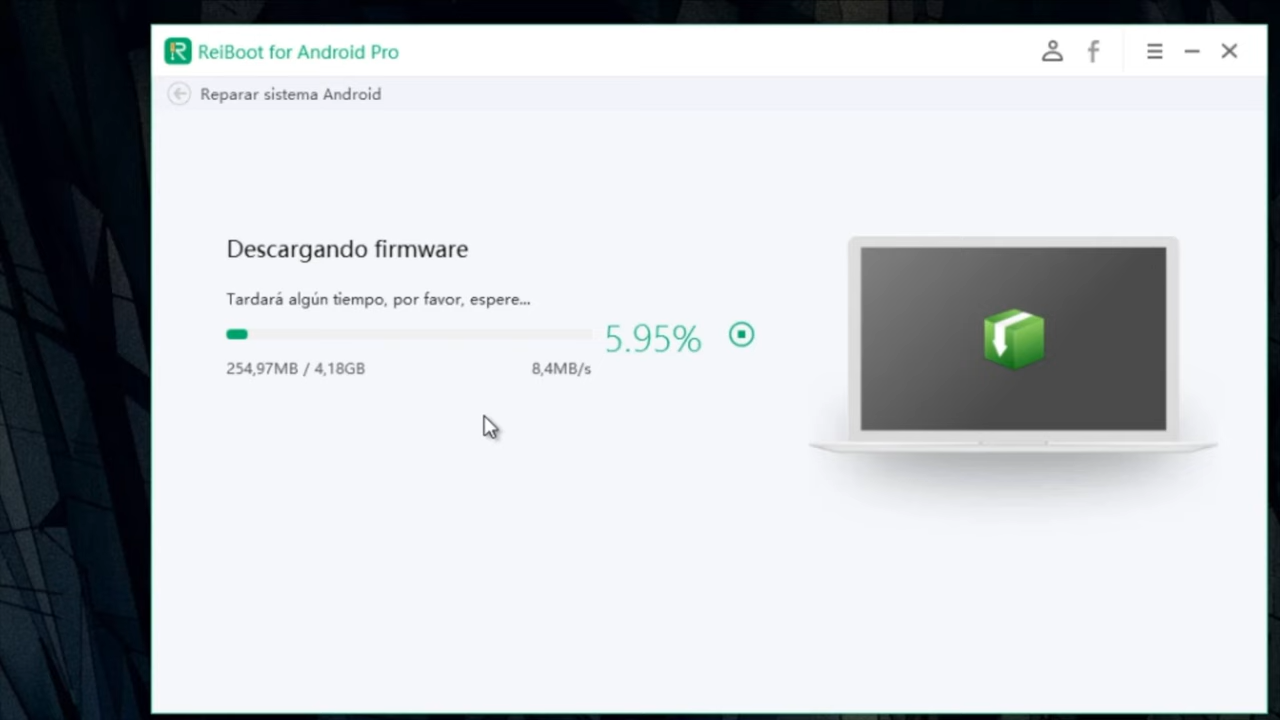 ReiBoot for Android Pro
Reparar sistema Android
Descargando firmware
Tardará algún tiempo, por favor, espere...
5.95%
254,97MB / 4,18GB
8,4MB/s